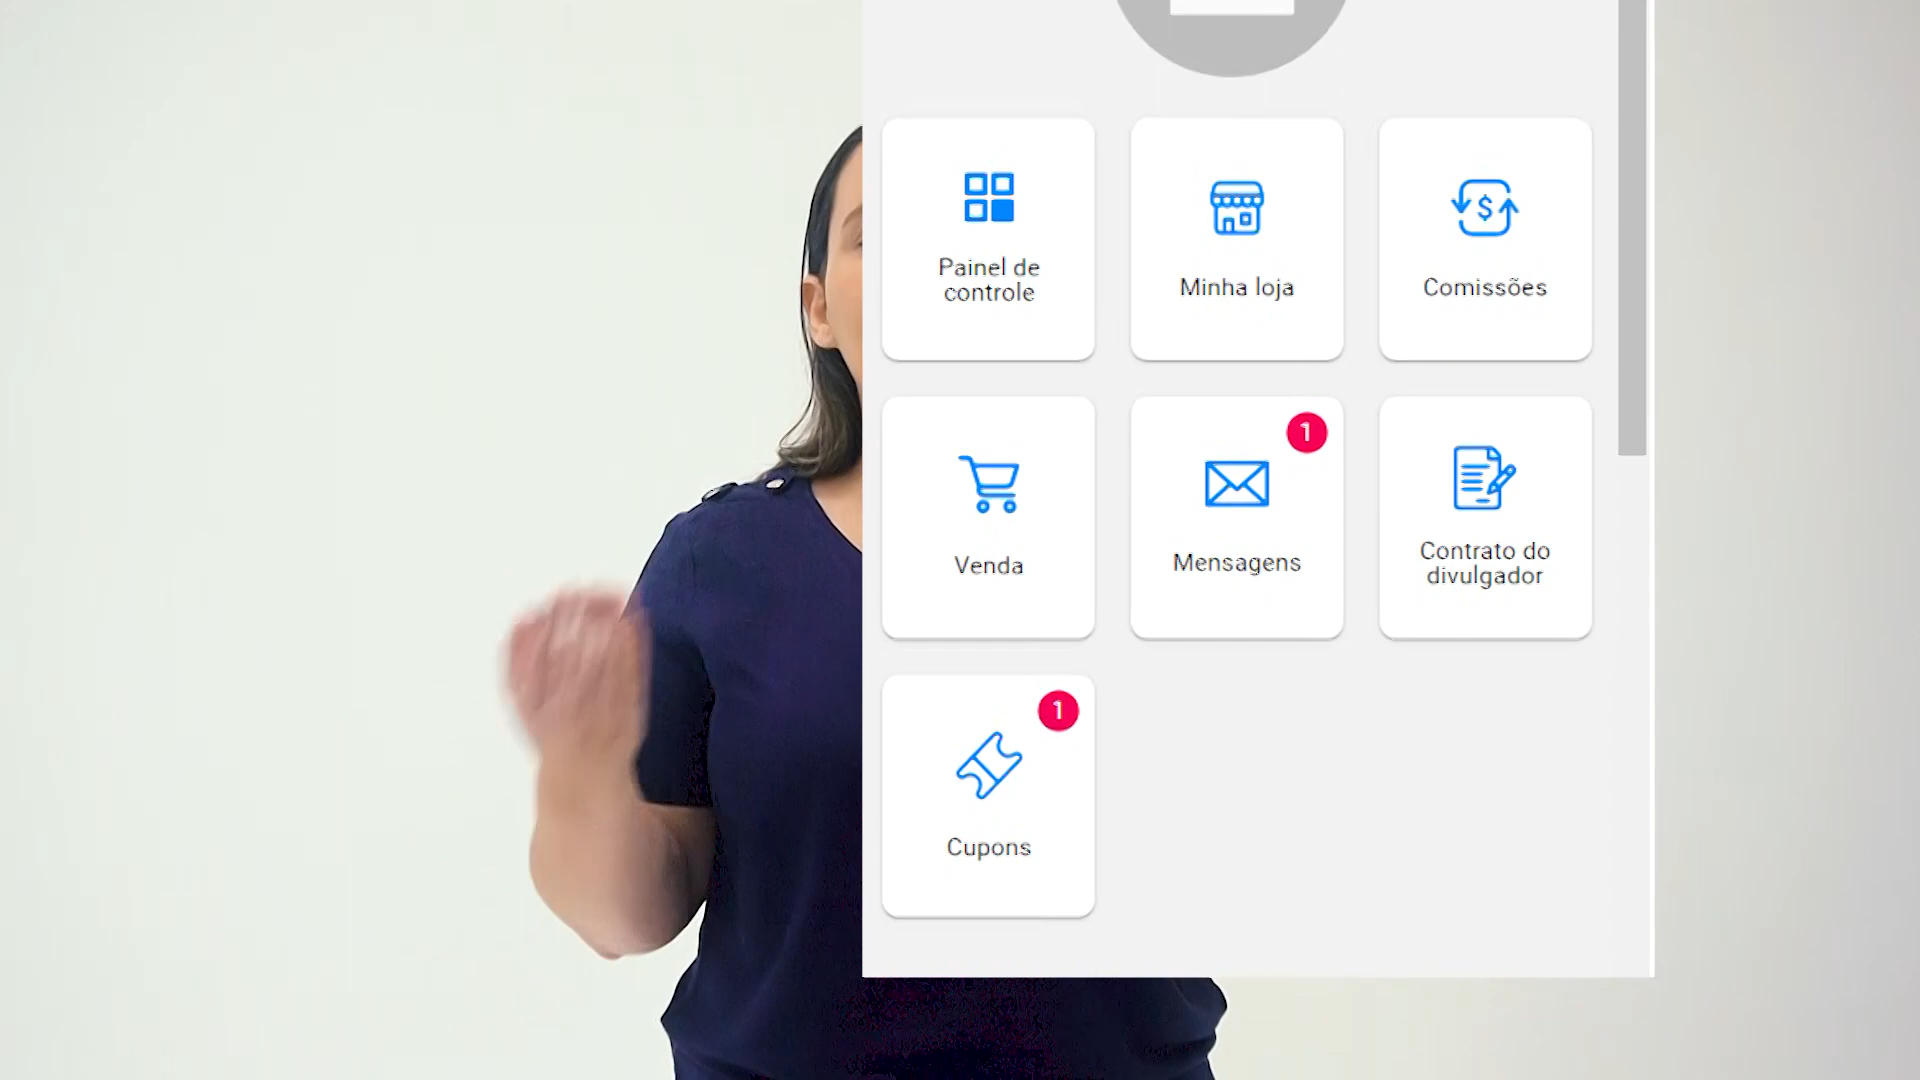 Painel de
controle
Minha loja
Comissões
Venda
1
Mensagens
Contrato do
divulgador
1
Cupons